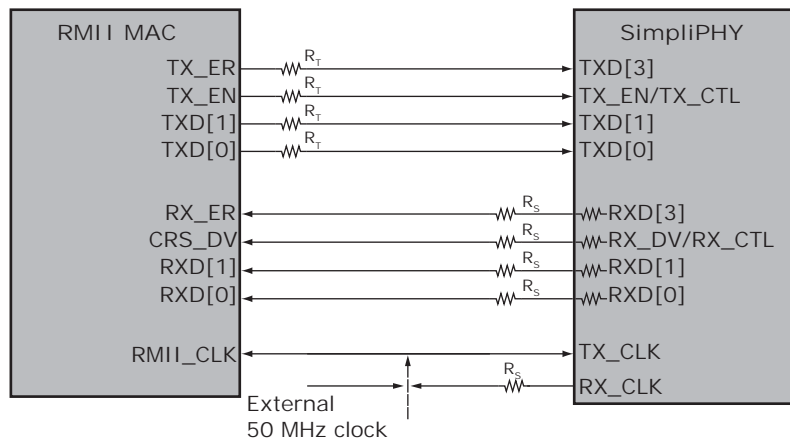 RMII MAC SimpliPHY
TX_ER R_T TXD[3]
TX_EN R_T TX_EN/TX_CTL
TXD[1] R_T TXD[1]
TXD[0] R_T TXD[0]
RX_ER R_S RXD[3]
CRS_DV R_S RX_DV/RX_CTL
RXD[1] R_S RXD[1]
RXD[0] R_S RXD[0]
RMII_CLK TX_CLK
R_S RX_CLK
External
50 MHz clock